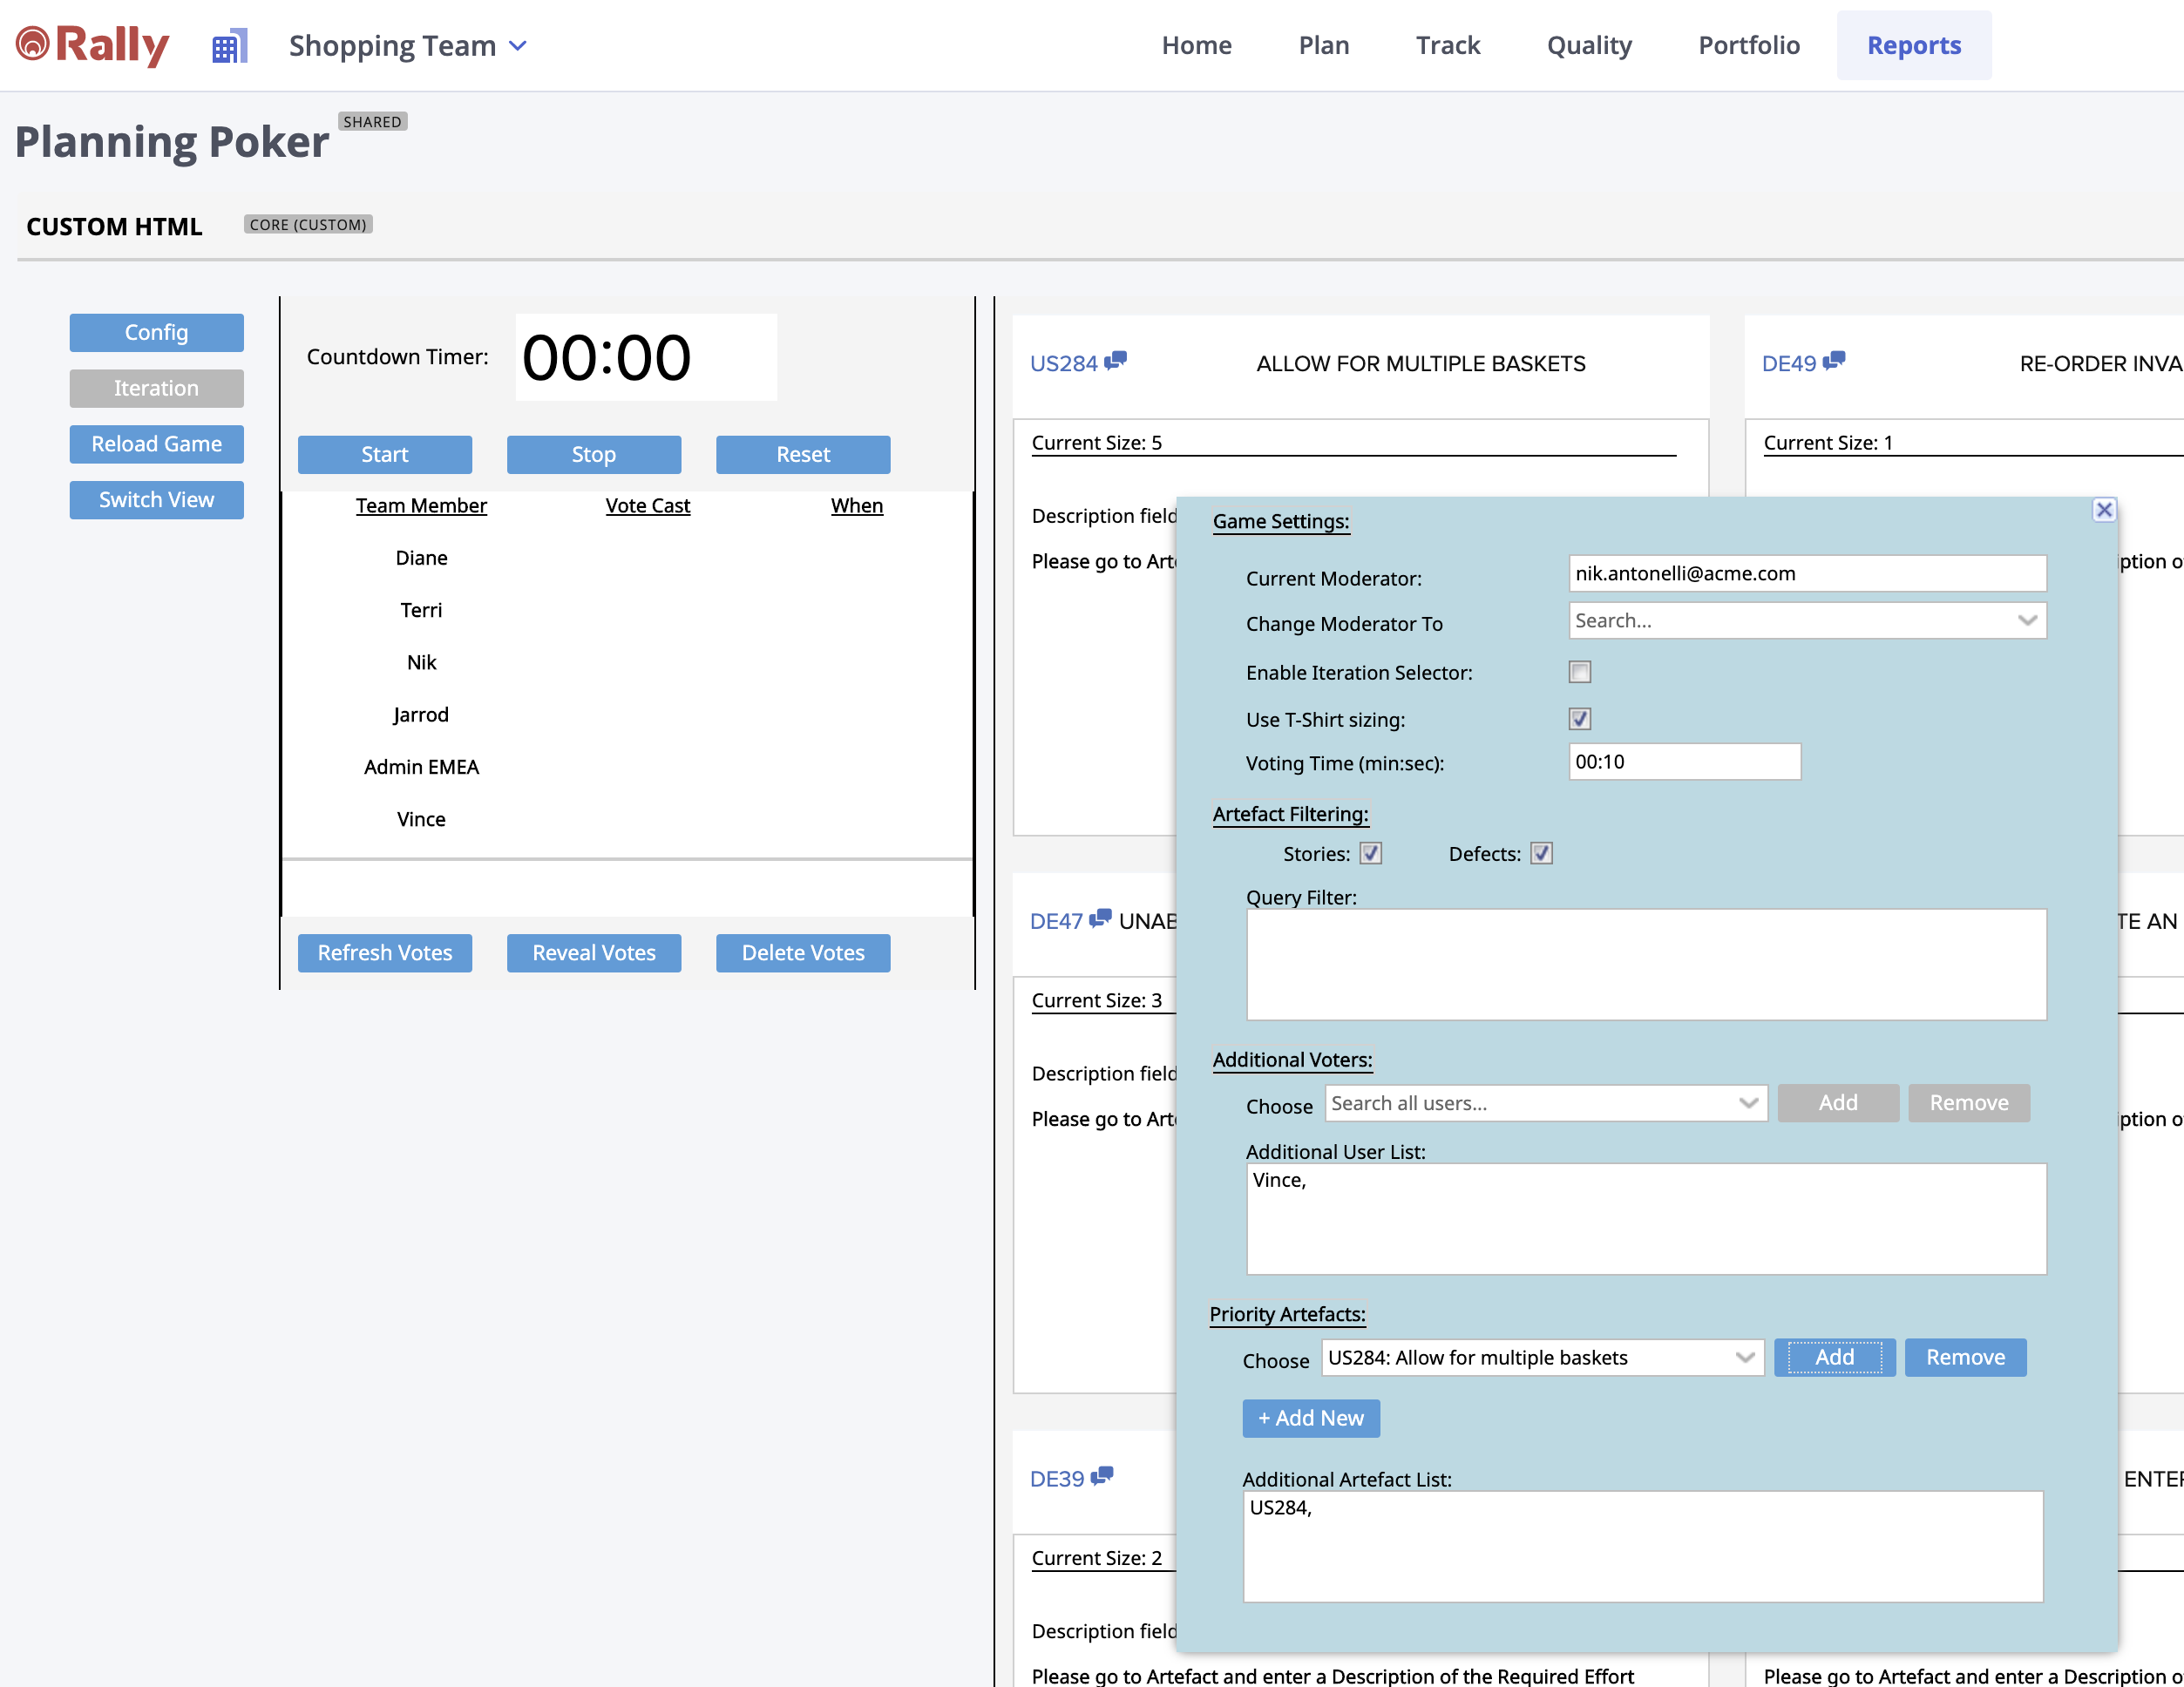 Rally
Shopping Team
Home Plan Track Quality Portfolio Reports
Planning Poker SHARED
CUSTOM HTML CORE (CUSTOM)
Config
Iteration
Reload Game
Switch View
Countdown Timer: 00:00
Start Stop Reset
Team Member Vote Cast When
Diane
Terri
Nik
Jarrod
Admin EMEA
Vince
Refresh Votes Reveal Votes Delete Votes
US284 ALLOW FOR MULTIPLE BASKETS
Current Size: 5
Description field
Please go to Arte
DE49 RE-ORDER INVA
Current Size: 1
iption o
DE47 UNAB
Current Size: 3
Description field
Please go to Arte
TE AN
iption o
DE39
Current Size: 2
Description field
Please go to Artefact and enter a Description of the Required Effort
ENTER
Please go to Artefact and enter a Description o
Game Settings:
Current Moderator: nik.antonelli@acme.com
Change Moderator To Search...
Enable Iteration Selector:
Use T-Shirt sizing:
Voting Time (min:sec): 00:10
Artefact Filtering:
Stories: Defects:
Query Filter:
Additional Voters:
Choose Search all users... Add Remove
Additional User List:
Vince,
Priority Artefacts:
Choose US284: Allow for multiple baskets Add Remove
+ Add New
Additional Artefact List:
US284,